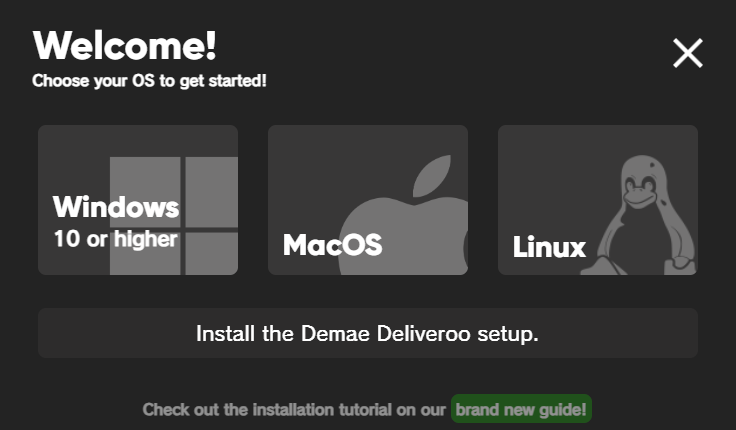 Welcome!
Choose your OS to get started!
Windows
10 or higher
MacOS
Linux
Install the Demae Deliveroo setup.
Check out the installation tutorial on our brand new guide!